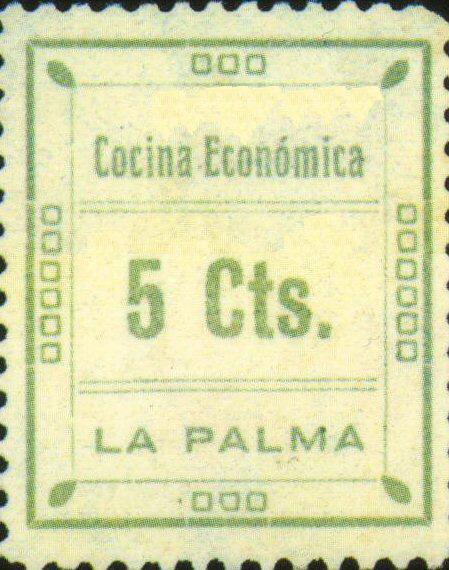 Cocina Económica
5 Cts.
LA PALMA